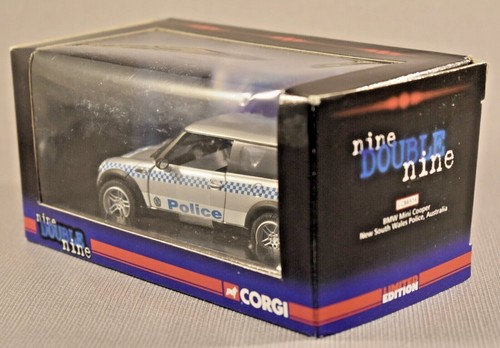 nine
DOUBLE
nine
BMW Mini Cooper
New South Wales Police, Australia
LIMITED
EDITION
nine
DOUBLE
nine
Police
CORGI